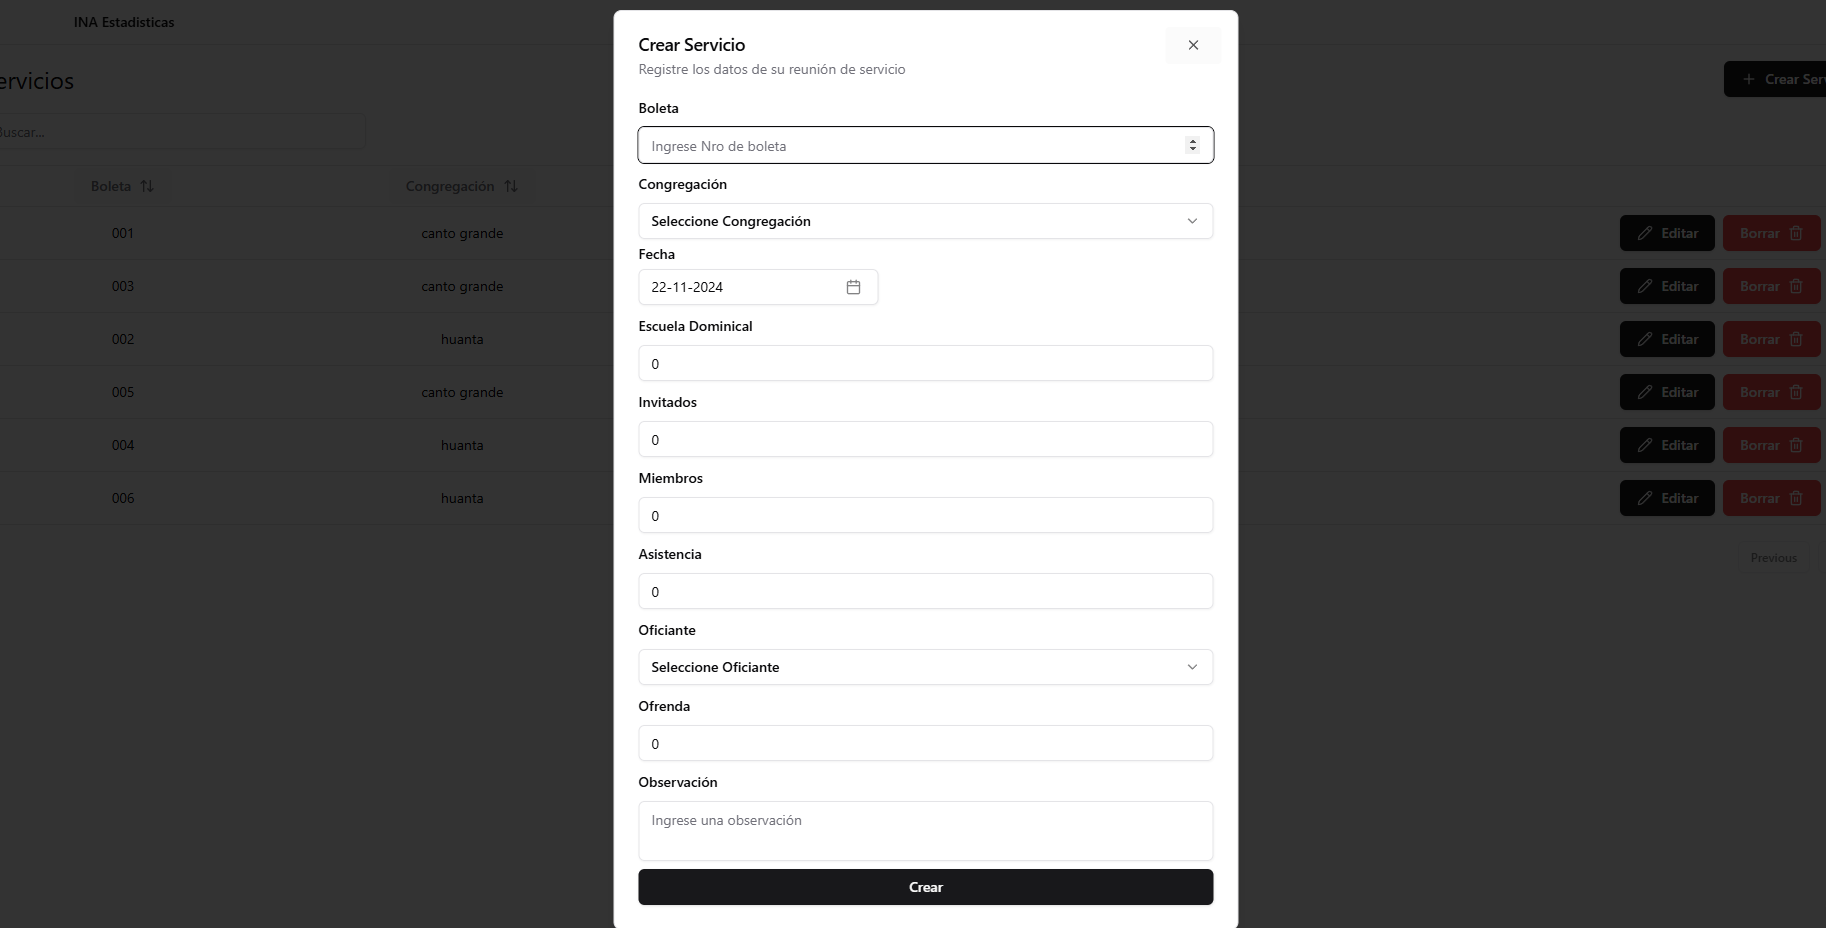 INA Estadisticas
ervicios
Crear Ser
Buscar...
Boleta
Congregación
001
canto grande
Editar
Borrar
003
canto grande
Editar
Borrar
002
huanta
Editar
Borrar
005
canto grande
Editar
Borrar
004
huanta
Editar
Borrar
006
huanta
Editar
Borrar
Previous
Crear Servicio
Registre los datos de su reunión de servicio
Boleta
Ingrese Nro de boleta
Congregación
Seleccione Congregación
Fecha
22-11-2024
Escuela Dominical
0
Invitados
0
Miembros
0
Asistencia
0
Oficiante
Seleccione Oficiante
Ofrenda
0
Observación
Ingrese una observación
Crear